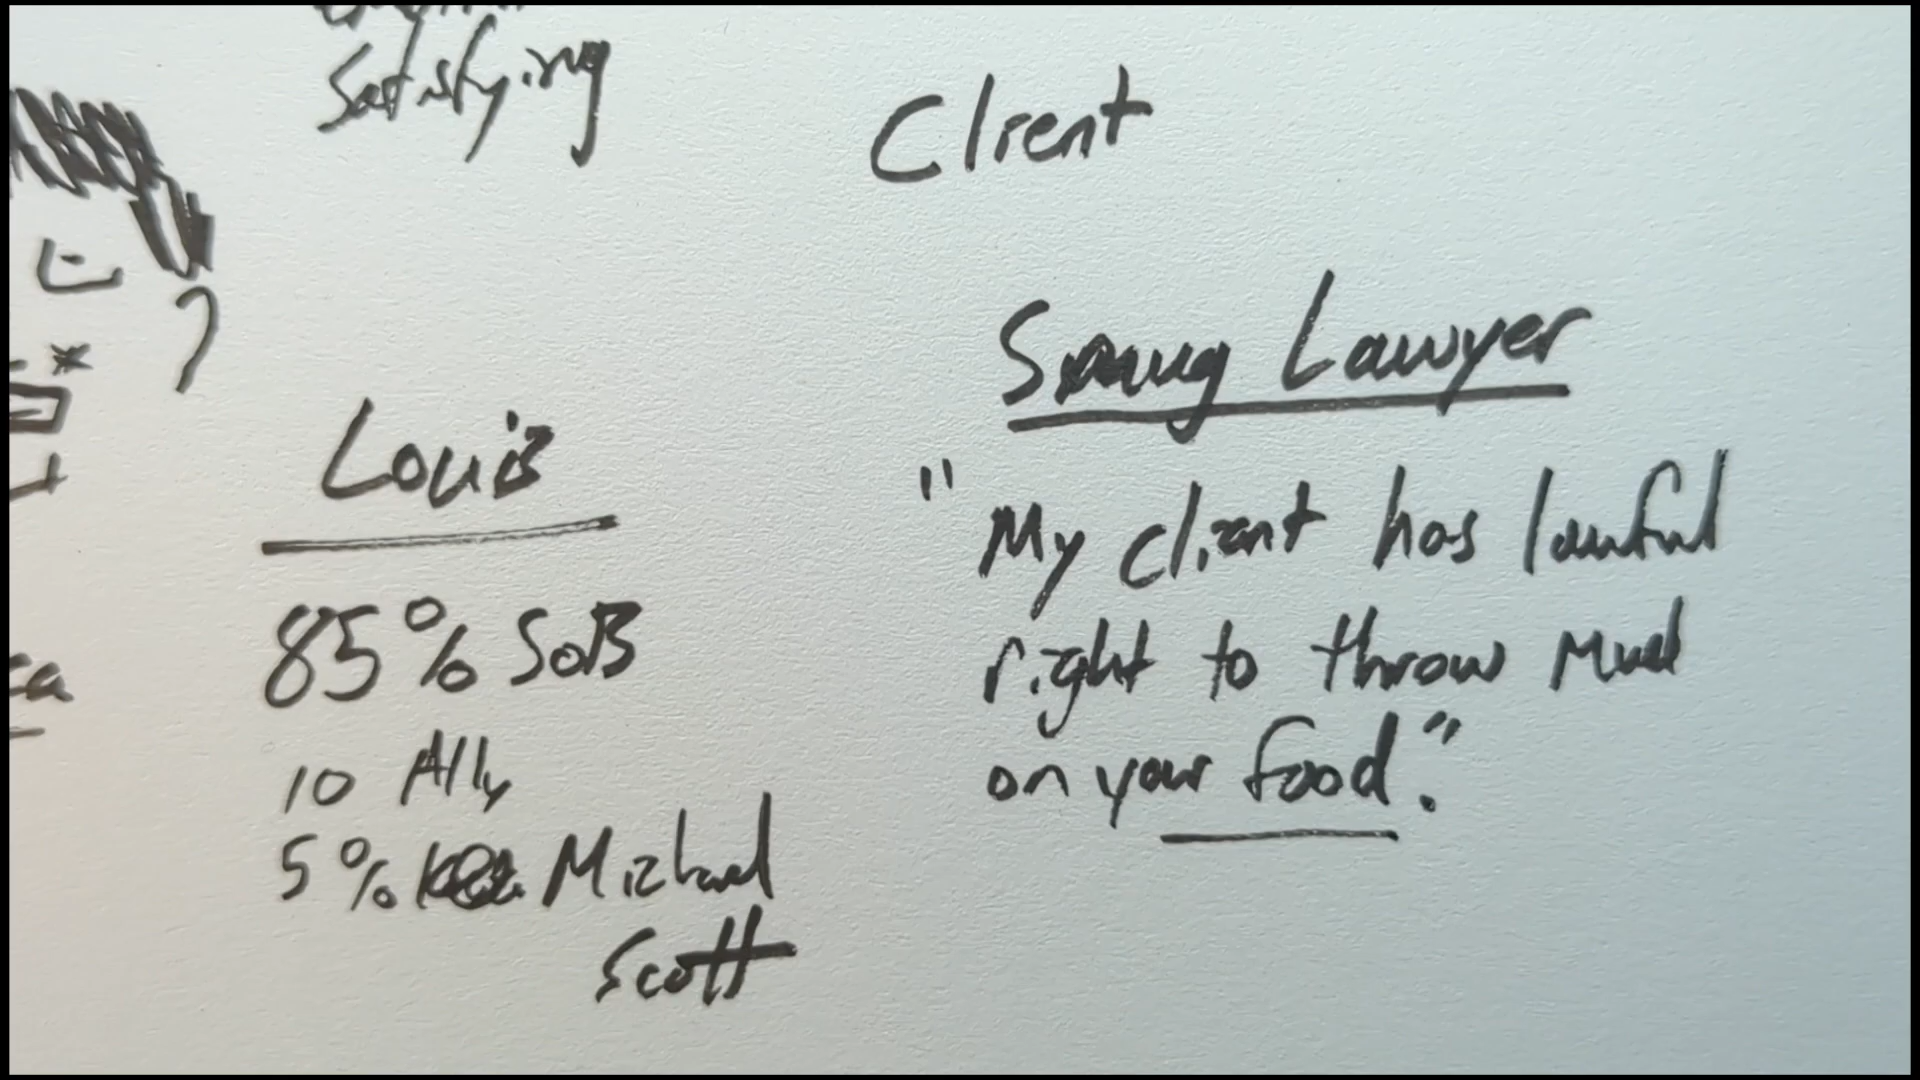 Satisfying
Client
Louis
85% SoB
10 Ally
5% Michael
Scott
Smug Lawyer
"My client has lawful
right to throw mud
on your food."